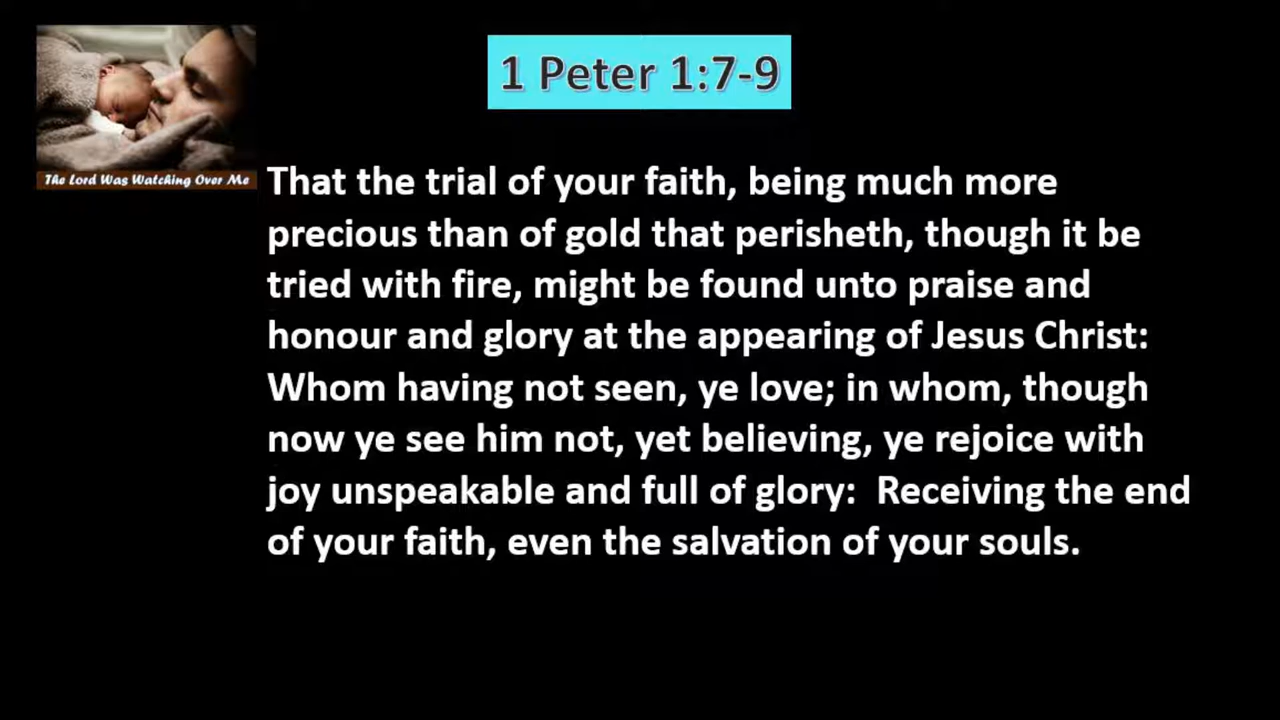 1 Peter 1:7-9
The Lord Was Watching Over Me
That the trial of your faith, being much more
precious than of gold that perisheth, though it be
tried with fire, might be found unto praise and
honour and glory at the appearing of Jesus Christ:
Whom having not seen, ye love; in whom, though
now ye see him not, yet believing, ye rejoice with
joy unspeakable and full of glory:  Receiving the end
of your faith, even the salvation of your souls.